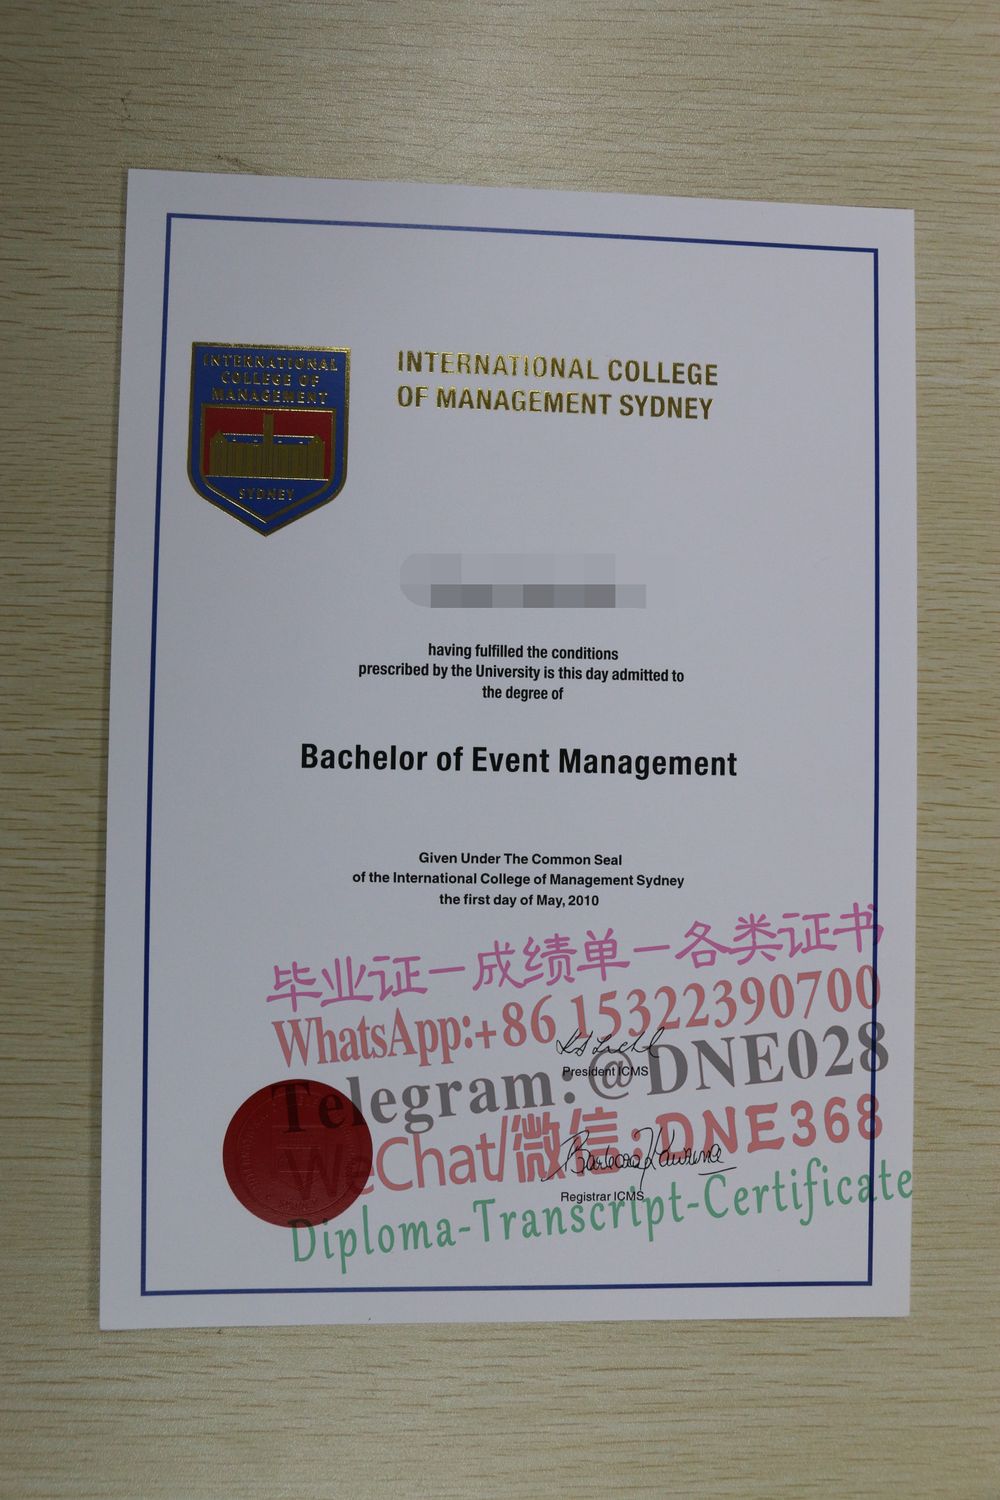 INTERNATIONAL
COLLEGE OF
MANAGEMENT
SYDNEY
INTERNATIONAL COLLEGE
OF MANAGEMENT SYDNEY
having fulfilled the conditions
prescribed by the University is this day admitted to
the degree of
Bachelor of Event Management
Given Under The Common Seal
of the International College of Management Sydney
the first day of May, 2010
毕业证一成绩单一各类证书
WhatsApp:+86 15322390700
President ICMS
Telegram:@DNE028
WeChat/微信:DNE368
Registrar ICMS
Diploma-Transcript-Certificate